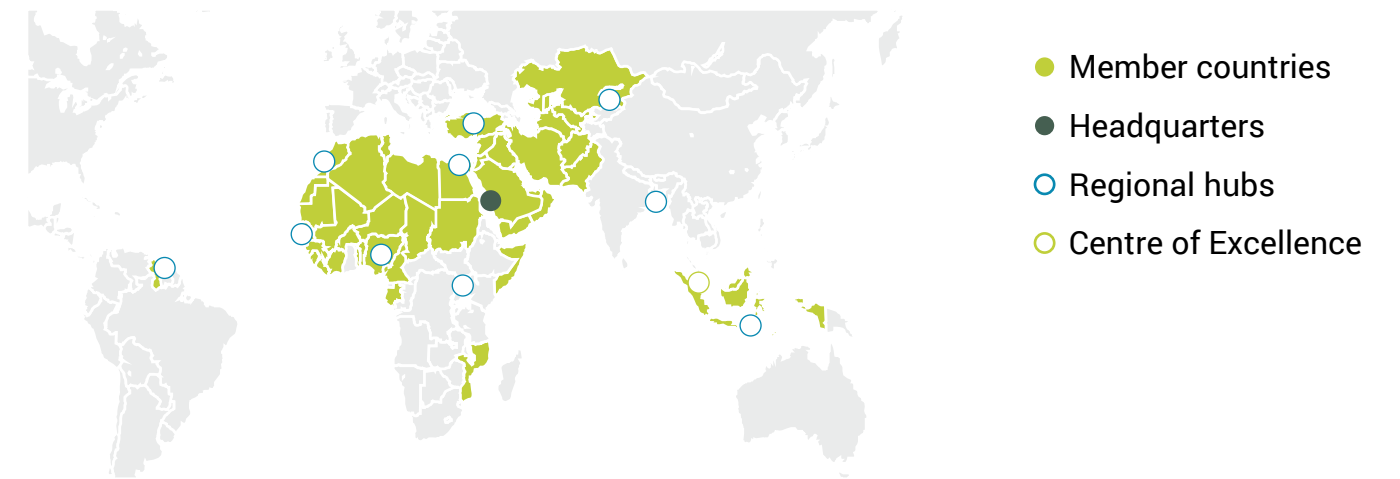 Member countries
Headquarters
Regional hubs
Centre of Excellence